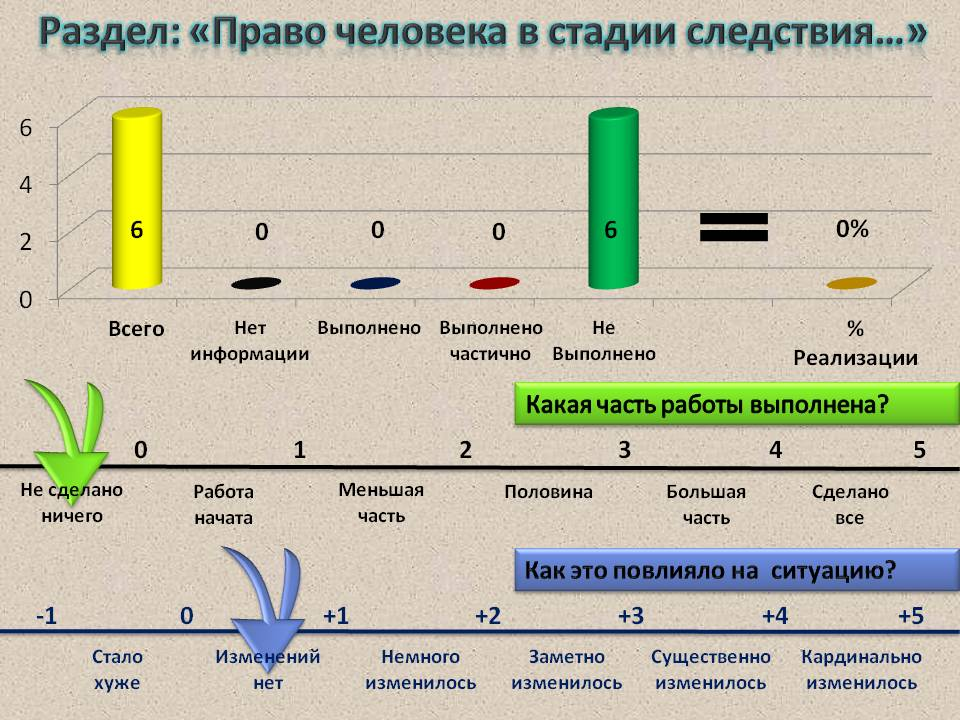 Раздел: «Право человека в стадии следствия…»
6
4
2
0
6
0
0
0
6
0%
Всего
Нет
информации
Выполнено
Выполнено
частично
Не
Выполнено
%
Реализации
Какая часть работы выполнена?
0 1 2 3 4 5
Не сделано
ничего
Работа
начата
Меньшая
часть
Половина
Большая
часть
Сделано
все
Как это повлияло на ситуацию?
-1 0 +1 +2 +3 +4 +5
Стало
хуже
Изменений
нет
Немного
изменилось
Заметно
изменилось
Существенно
изменилось
Кардинально
изменилось